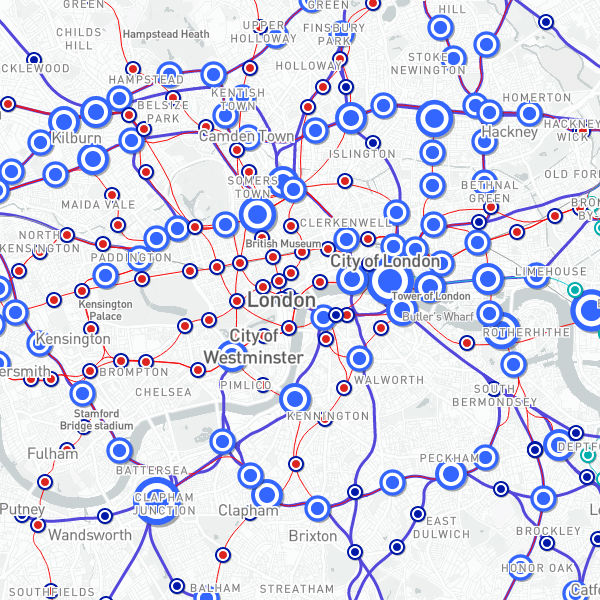 GREEN
CHILDS
HILL
Hampstead Heath
UPPER
HOLLOWAY
GREEN
FINSBURY
PARK
HILL
STOKE
NEWINGTON
CKLEWOOD
HAMPSTEAD
HOLLOWAY
KENTISH
TOWN
HOMERTON
BELSIZE
PARK
Kilburn
Camden Town
Hackney
HACKNEY
WICK
ISLINGTON
OLD FOR
SOMERS
TOWN
BETHNAL
GREEN
MAIDA VALE
BRO
BY
CLERKENWELL
NORTH
KENSINGTON
British Museum
PADDINGTON
City of London
LIMEHOUSE
Kensington
Palace
London
Tower of London
Butler's Wharf
ROTHERHITHE
Kensington
City of
Westminster
ersmith
BROMPTON
PIMLICO
WALWORTH
CHELSEA
SOUTH
BERMONDSEY
Stamford
Bridge stadium
KENNINGTON
Fulham
DEPTFO
BATTERSEA
PECKHAM
CLAPHAM
JUNCTION
Putney
Clapham
Le
Wandsworth
Brixton
EAST
DULWICH
BROCKLEY
HONOR OAK
SOUTHFIELDS
BALHAM
STREATHAM
Catf